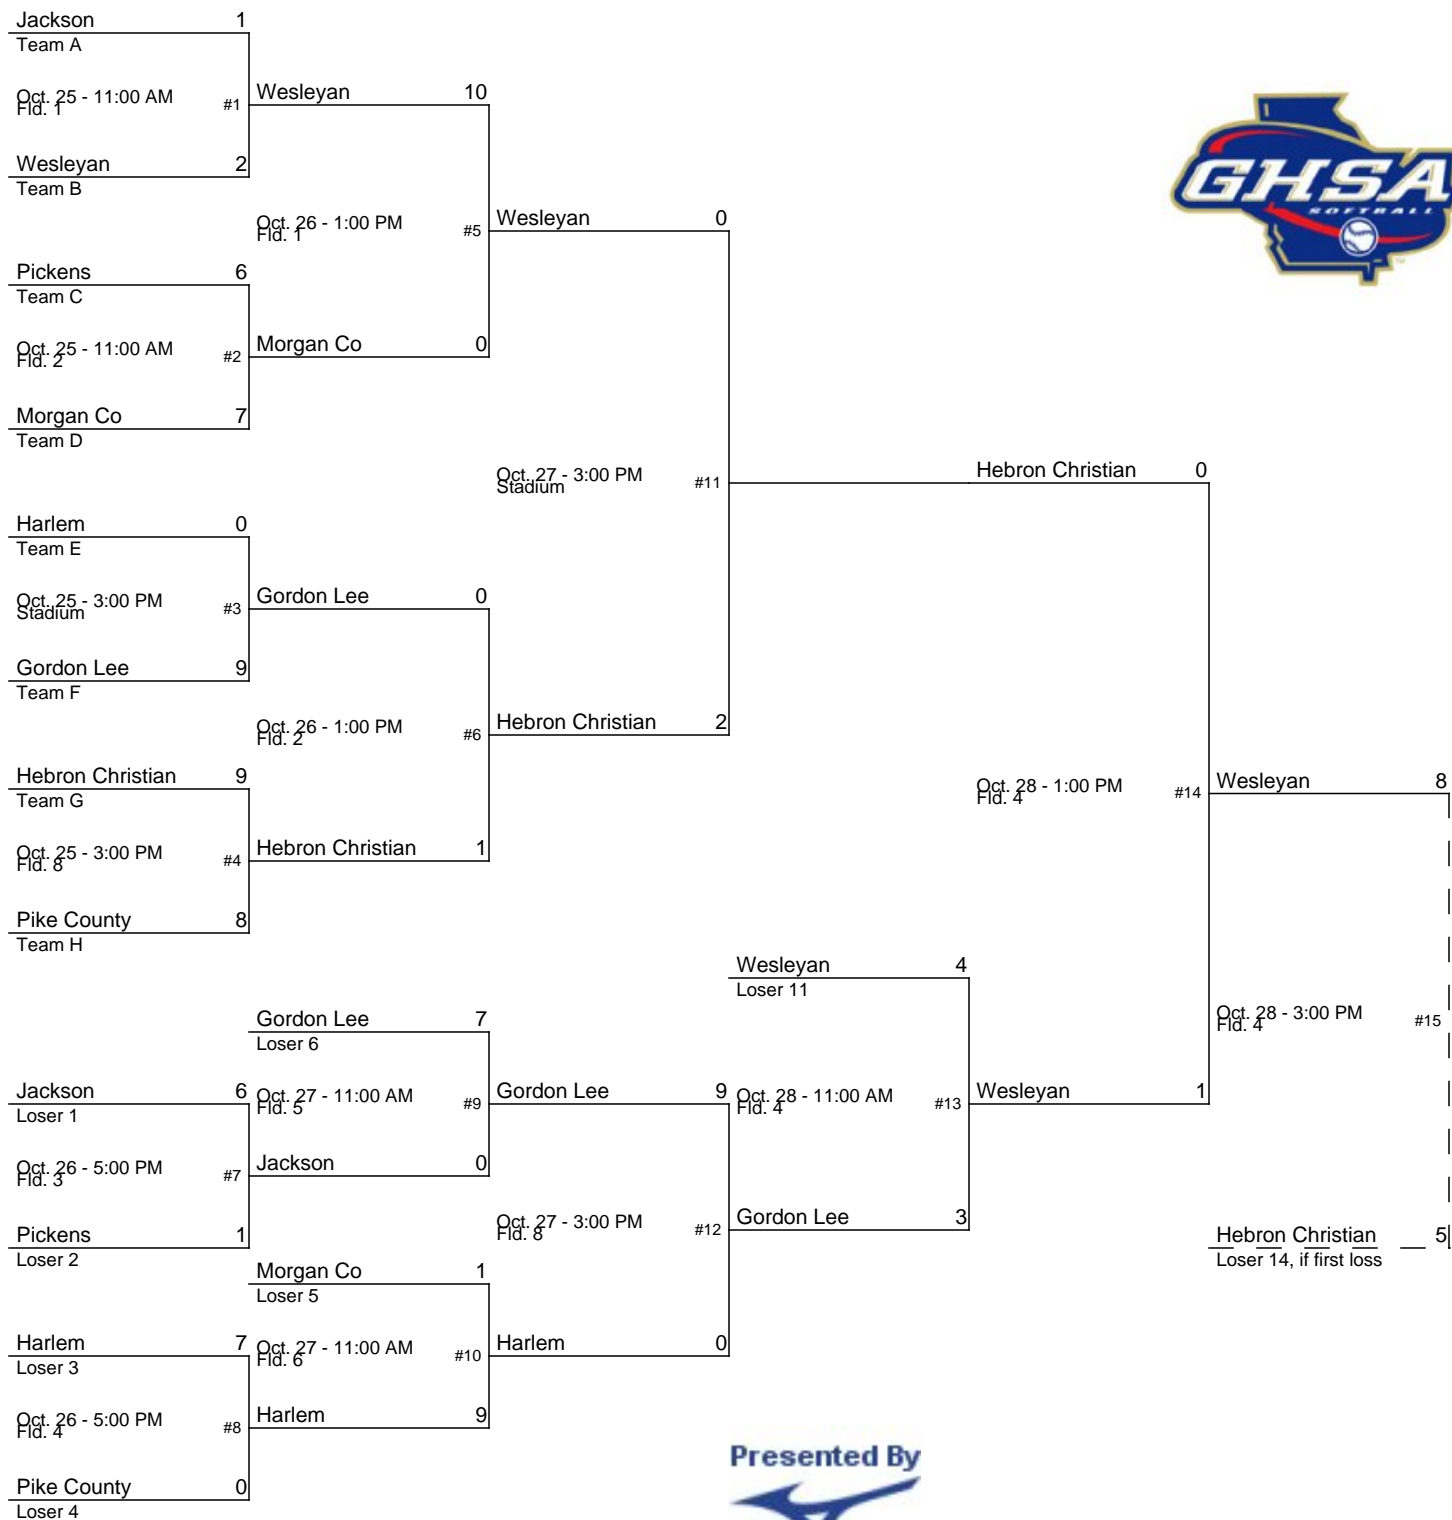 Jackson 1
Team A
Oct. 25 - 11:00 AM
Fld. 1
#1
Wesleyan 2
Team B
Pickens 6
Team C
Oct. 25 - 11:00 AM
Fld. 2
#2
Morgan Co 7
Team D
Harlem 0
Team E
Oct. 25 - 3:00 PM
Stadium
#3
Gordon Lee 9
Team F
Hebron Christian 9
Team G
Oct. 25 - 3:00 PM
Fld. 8
#4
Pike County 8
Team H
Jackson 6
Loser 1
Oct. 26 - 5:00 PM
Fld. 3
#7
Pickens 1
Loser 2
Harlem 7
Loser 3
Oct. 26 - 5:00 PM
Fld. 4
#8
Pike County 0
Loser 4
Wesleyan 10
Oct. 26 - 1:00 PM
Fld. 1
#5
Morgan Co 0
Gordon Lee 0
Oct. 26 - 1:00 PM
Fld. 2
#6
Hebron Christian 1
Gordon Lee 7
Loser 6
Oct. 27 - 11:00 AM
Fld. 5
#9
Jackson 0
Morgan Co 1
Loser 5
Oct. 27 - 11:00 AM
Fld. 6
#10
Harlem 9
Wesleyan 0
Oct. 27 - 3:00 PM
Stadium
#11
Hebron Christian 2
Gordon Lee 9
Oct. 27 - 3:00 PM
Fld. 8
#12
Harlem 0
Wesleyan 4
Loser 11
Oct. 28 - 11:00 AM
Fld. 4
#13
Gordon Lee 3
Hebron Christian 0
Oct. 28 - 1:00 PM
Fld. 4
#14
Wesleyan 1
Wesleyan 8
Oct. 28 - 3:00 PM
Fld. 4
#15
Hebron Christian 5
Loser 14, if first loss
GHSA
SOFTBALL
TM
Presented By